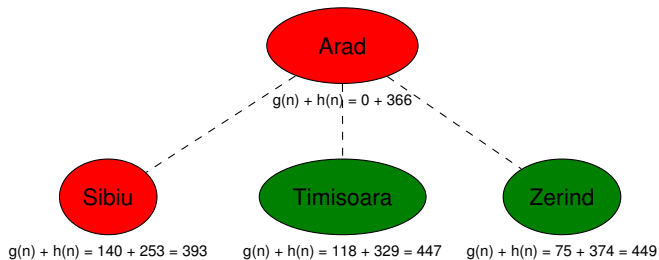 Arad
g(n) + h(n) = 0 + 366
Sibiu
Timisoara
Zerind
g(n) + h(n) = 140 + 253 = 393
g(n) + h(n) = 118 + 329 = 447
g(n) + h(n) = 75 + 374 = 449